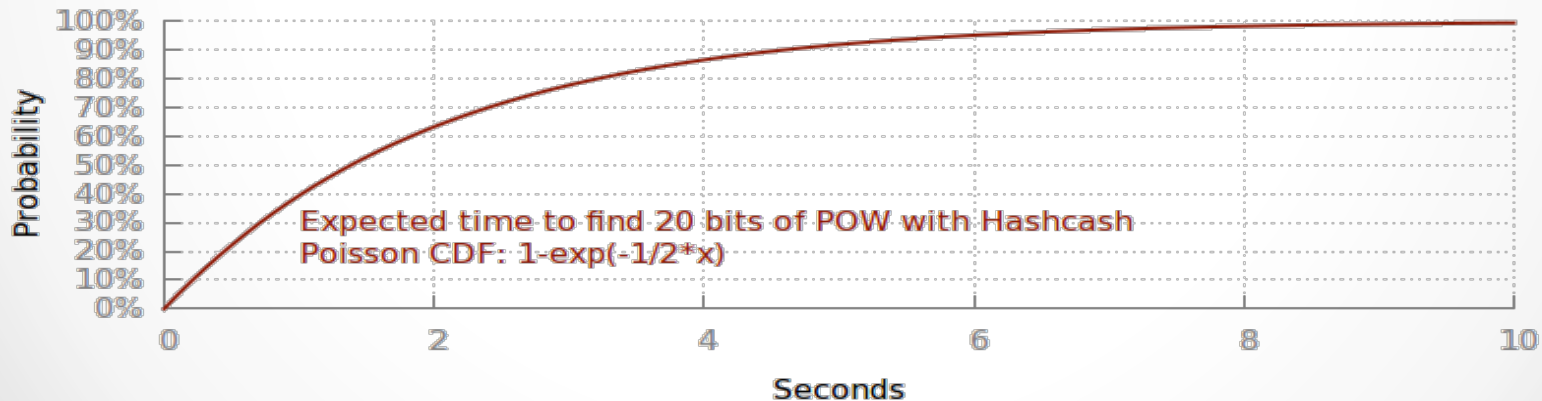 100%
90%
80%
70%
60%
50%
40%
30%
20%
10%
0%
Probability
Expected time to find 20 bits of POW with Hashcash
Poisson CDF: 1-exp(-1/2*x)
0 2 4 6 8 10
Seconds